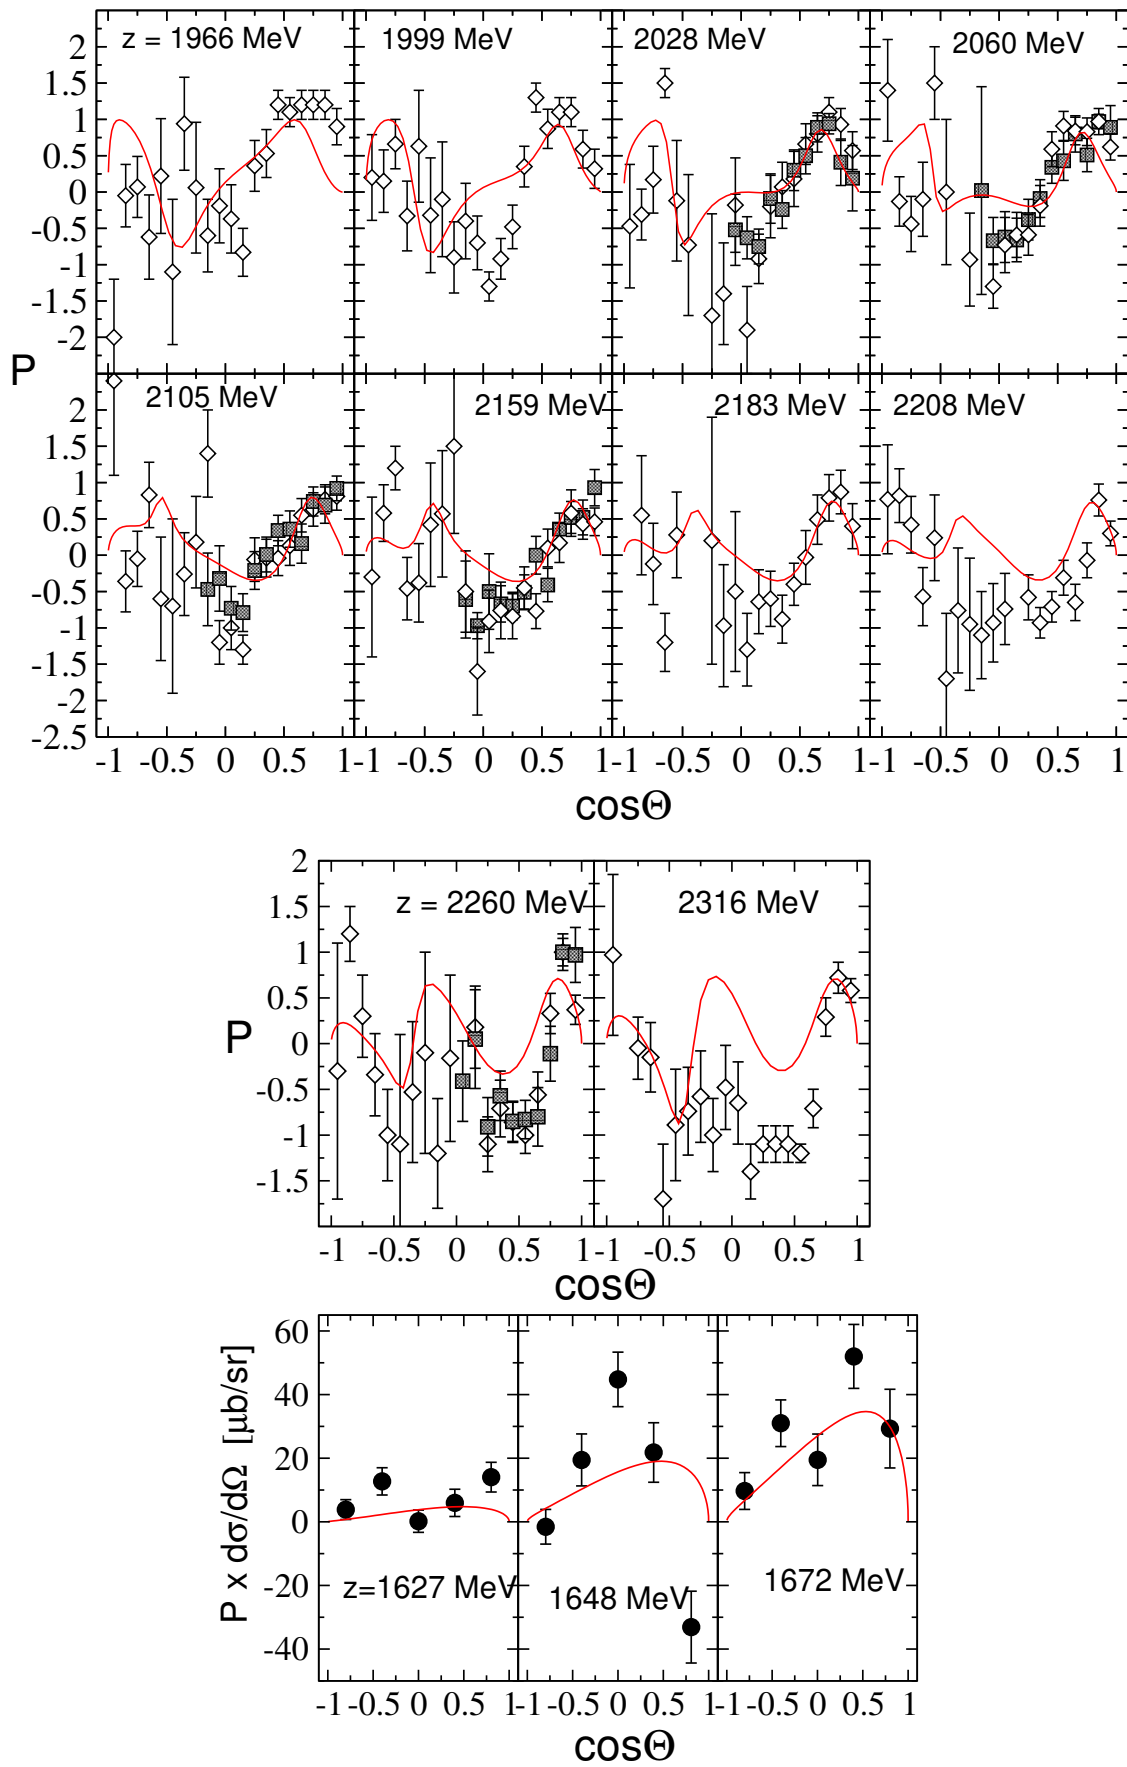 z = 1966 MeV 1999 MeV 2028 MeV 2060 MeV
2
1.5
1
0.5
0
-0.5
-1
-1.5
-2
P
2105 MeV 2159 MeV 2183 MeV 2208 MeV
2
1.5
1
0.5
0
-0.5
-1
-1.5
-2
-2.5
-1 -0.5 0 0.5 1 -1 -0.5 0 0.5 1 -1 -0.5 0 0.5 1 -1 -0.5 0 0.5 1
cosΘ
z = 2260 MeV 2316 MeV
2
1.5
1
0.5
0
-0.5
-1
-1.5
P
-1 -0.5 0 0.5 1 -1 -0.5 0 0.5 1
cosΘ
60
40
20
0
-20
-40
P x dσ/dΩ [μb/sr]
z=1627 MeV 1648 MeV 1672 MeV
-1 -0.5 0 0.5 1 -1 -0.5 0 0.5 1 -1 -0.5 0 0.5 1
cosΘ